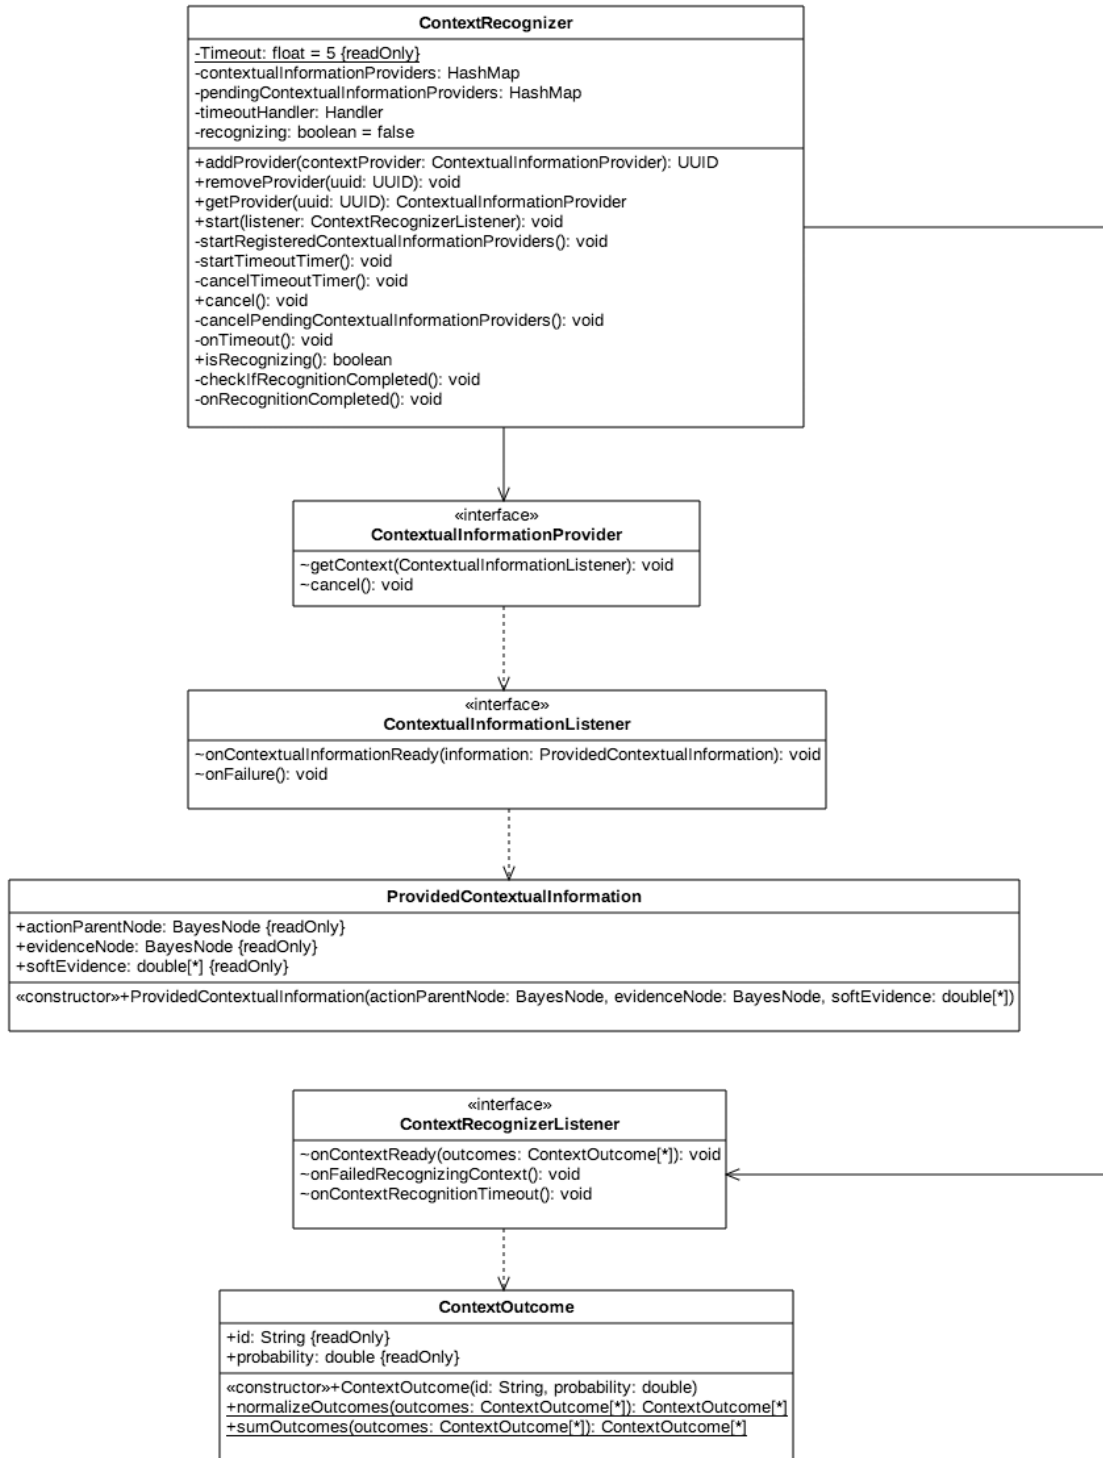 ContextRecognizer
-Timeout: float = 5 {readOnly}
-contextualInformationProviders: HashMap
-pendingContextualInformationProviders: HashMap
-timeoutHandler: Handler
-recognizing: boolean = false
+addProvider(contextProvider: ContextualInformationProvider): UUID
+removeProvider(uuid: UUID): void
+getProvider(uuid: UUID): ContextualInformationProvider
+start(listener: ContextRecognizerListener): void
-startRegisteredContextualInformationProviders(): void
-startTimeoutTimer(): void
-cancelTimeoutTimer(): void
+cancel(): void
-cancelPendingContextualInformationProviders(): void
-onTimeout(): void
+isRecognizing(): boolean
-checkIfRecognitionCompleted(): void
-onRecognitionCompleted(): void
«interface»
ContextualInformationProvider
~getContext(ContextualInformationListener): void
~cancel(): void
«interface»
ContextualInformationListener
~onContextualInformationReady(information: ProvidedContextualInformation): void
~onFailure(): void
ProvidedContextualInformation
+actionParentNode: BayesNode {readOnly}
+evidenceNode: BayesNode {readOnly}
+softEvidence: double[*] {readOnly}
«constructor»+ProvidedContextualInformation(actionParentNode: BayesNode, evidenceNode: BayesNode, softEvidence: double[*])
«interface»
ContextRecognizerListener
~onContextReady(outcomes: ContextOutcome[*]): void
~onFailedRecognizingContext(): void
~onContextRecognitionTimeout(): void
ContextOutcome
+id: String {readOnly}
+probability: double {readOnly}
«constructor»+ContextOutcome(id: String, probability: double)
+normalizeOutcomes(outcomes: ContextOutcome[*]): ContextOutcome[*]
+sumOutcomes(outcomes: ContextOutcome[*]): ContextOutcome[*]